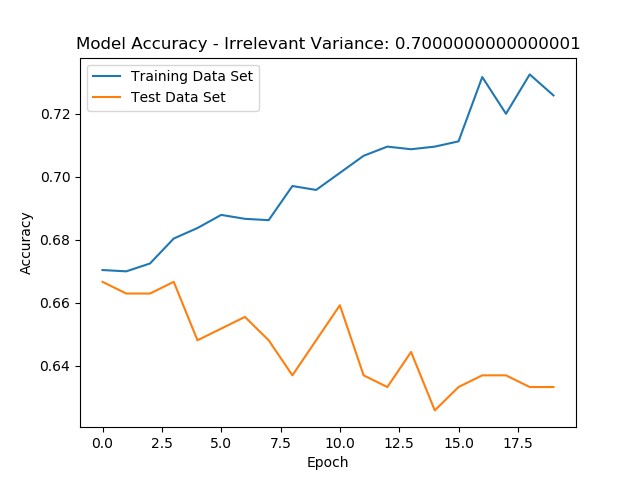 Model Accuracy - Irrelevant Variance: 0.7000000000000001
Training Data Set
Test Data Set
0.72
0.70
0.68
0.66
0.64
Accuracy
0.0 2.5 5.0 7.5 10.0 12.5 15.0 17.5
Epoch